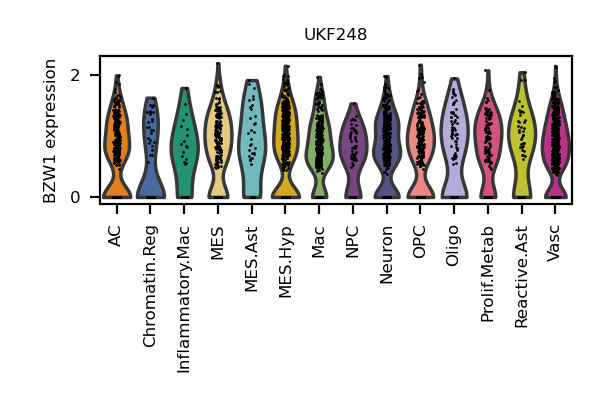 UKF248
BZW1 expression
2
0
AC
Chromatin.Reg
Inflammatory.Mac
MES
MES.Ast
MES.Hyp
Mac
NPC
Neuron
OPC
Oligo
Prolif.Metab
Reactive.Ast
Vasc